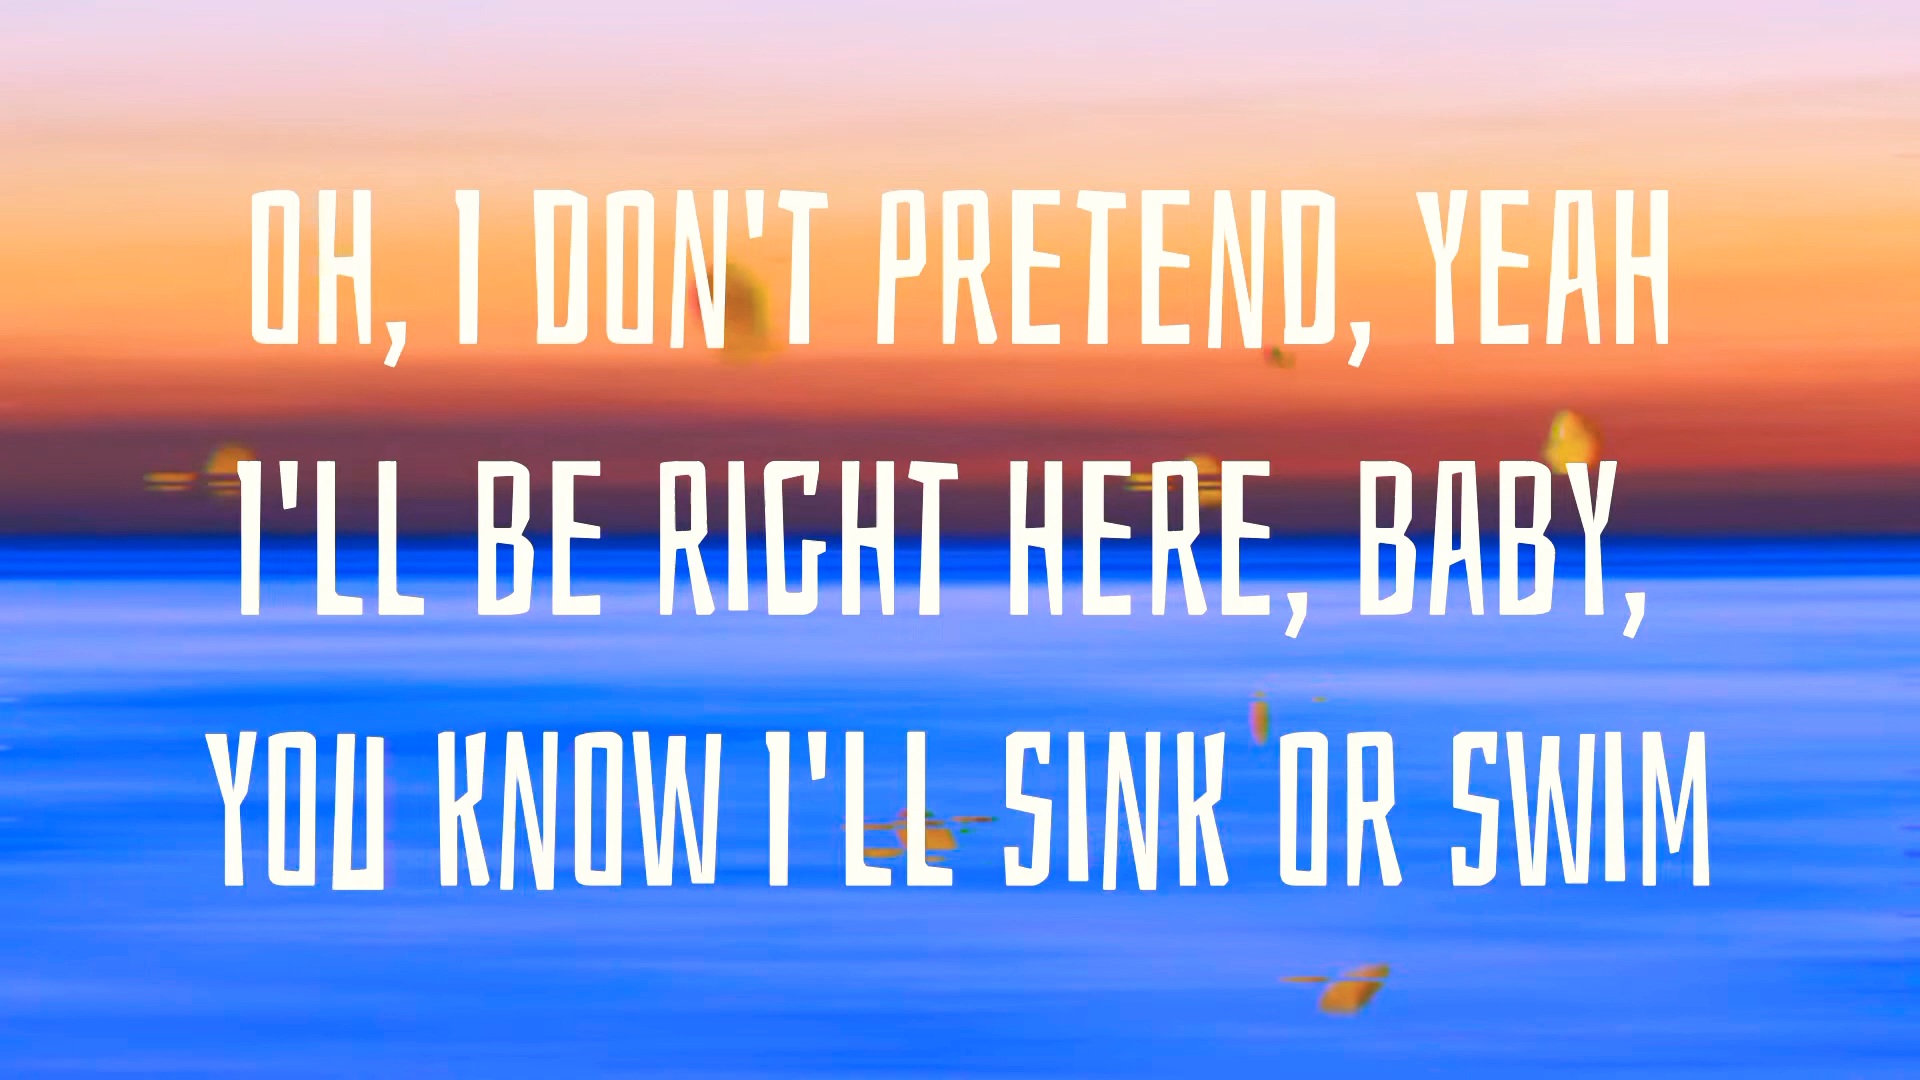 OH, I DON'T PRETEND, YEAH
I'LL BE RIGHT HERE, BABY,
YOU KNOW I'LL SINK OR SWIM